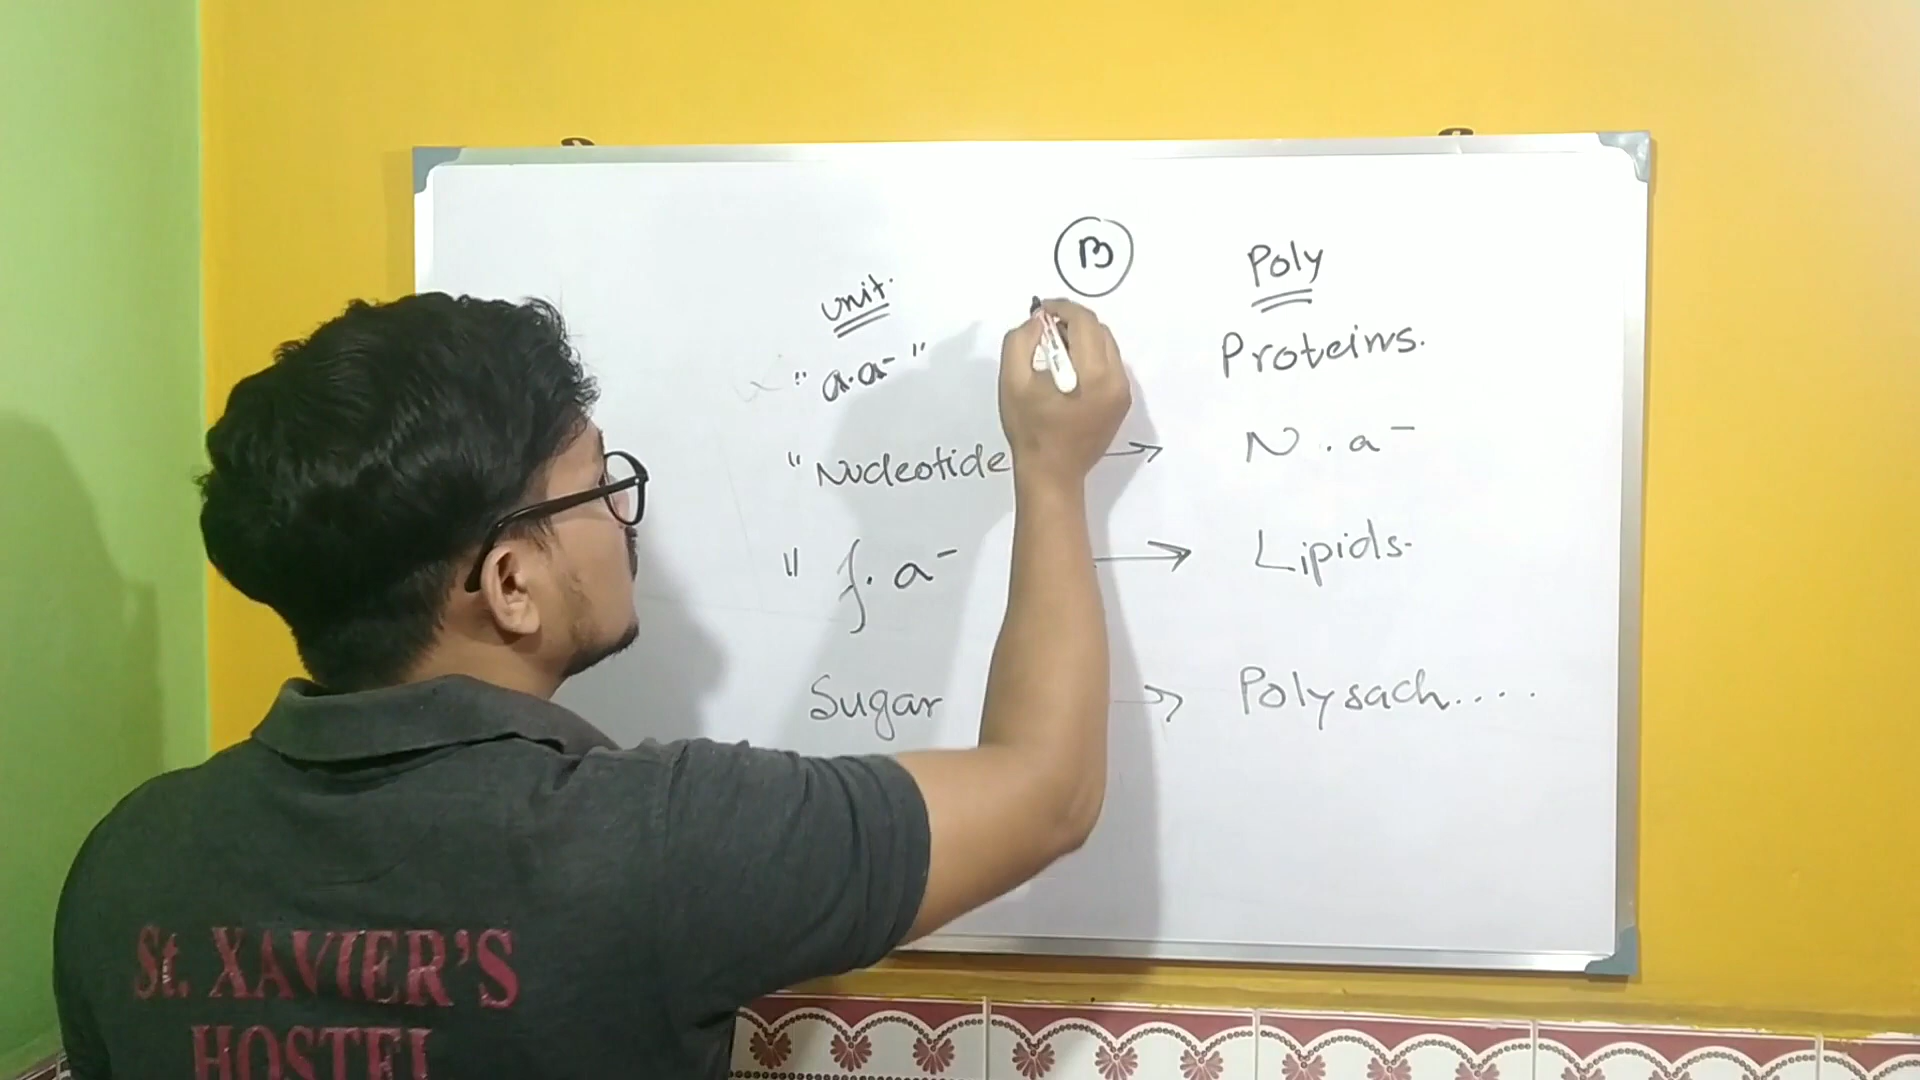 B
unit. Poly
"a.a-" Proteins.
"Nucleotide → N.a-
" f.a- → Lipids.
Sugar → Polysach....
St. XAVIER'S
HOSTEL